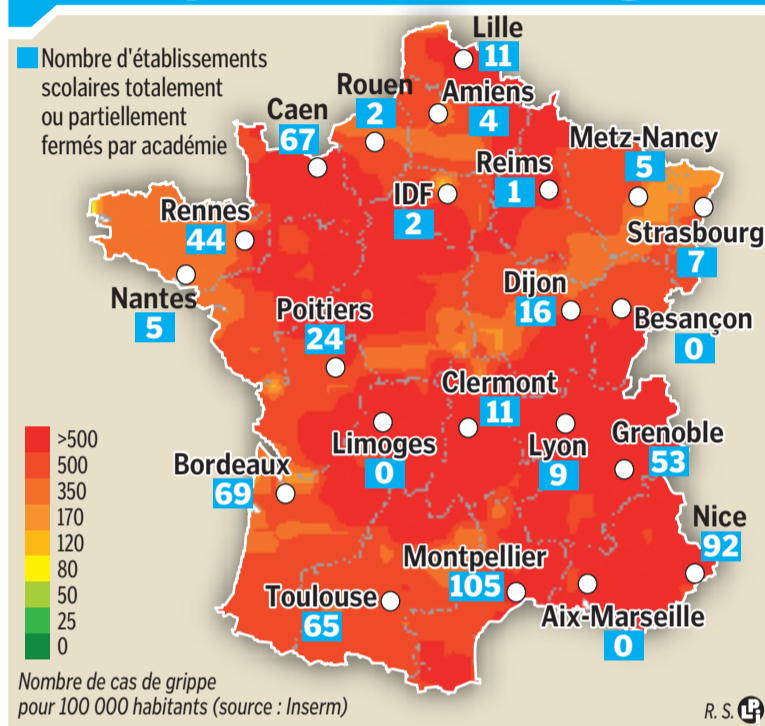 Nombre d'établissements
scolaires totalement
ou partiellement
fermés par académie
Lille
11
Rouen
2
Amiens
4
Caen
67
Metz-Nancy
5
Reims
1
IDF
2
Rennes
44
Strasbourg
7
Nantes
5
Dijon
16
Besançon
0
Poitiers
24
Clermont
11
Limoges
0
Lyon
9
Grenoble
53
Bordeaux
69
Nice
92
Montpellier
105
Toulouse
65
Aix-Marseille
0
>500
500
350
170
120
80
50
25
0
Nombre de cas de grippe
pour 100 000 habitants (source : Inserm)
R. S.